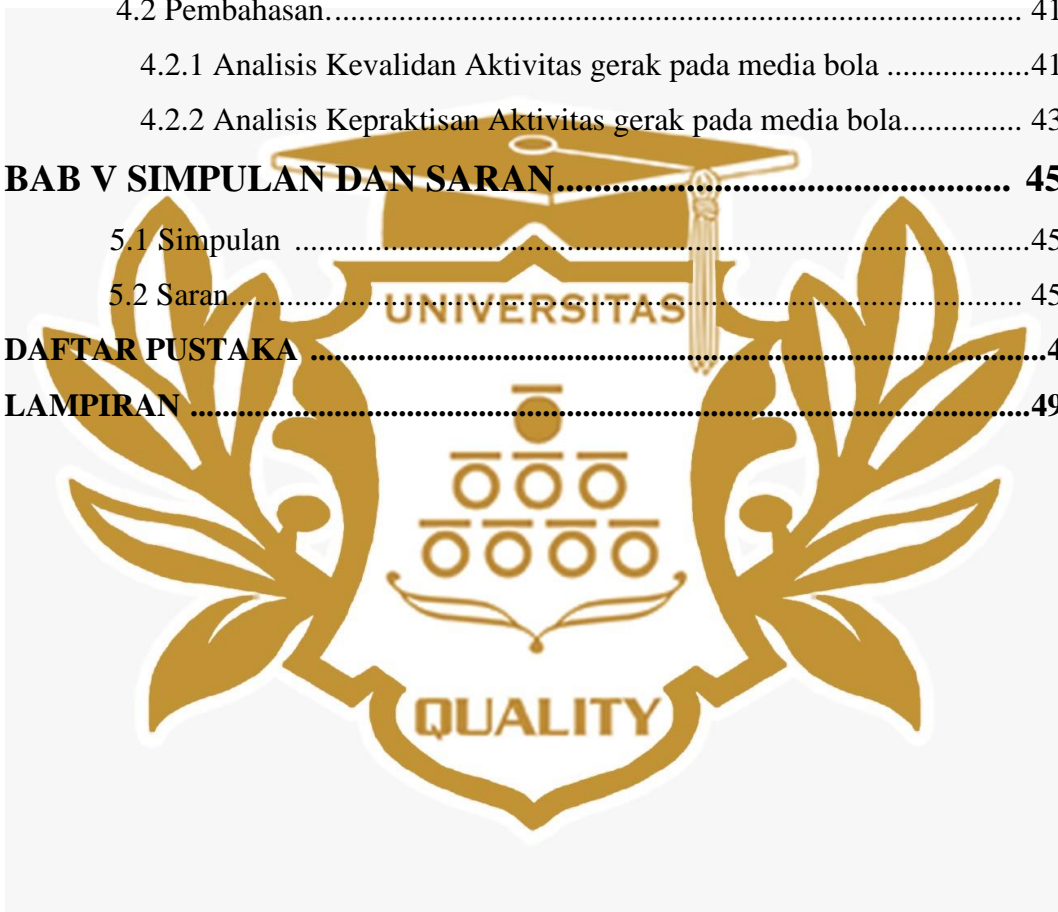 4.2 Pembahasan.................................................................................. 41
4.2.1 Analisis Kevalidan Aktivitas gerak pada media bola .................41
4.2.2 Analisis Kepraktisan Aktivitas gerak pada media bola.............. 43
BAB V SIMPULAN DAN SARAN................................................ 45
5.1 Simpulan .......................................................................................45
5.2 Saran............................................................................................... 45
UNIVERSITAS
DAFTAR PUSTAKA .....................................................................................4
LAMPIRAN ..................................................................................................49
QUALITY